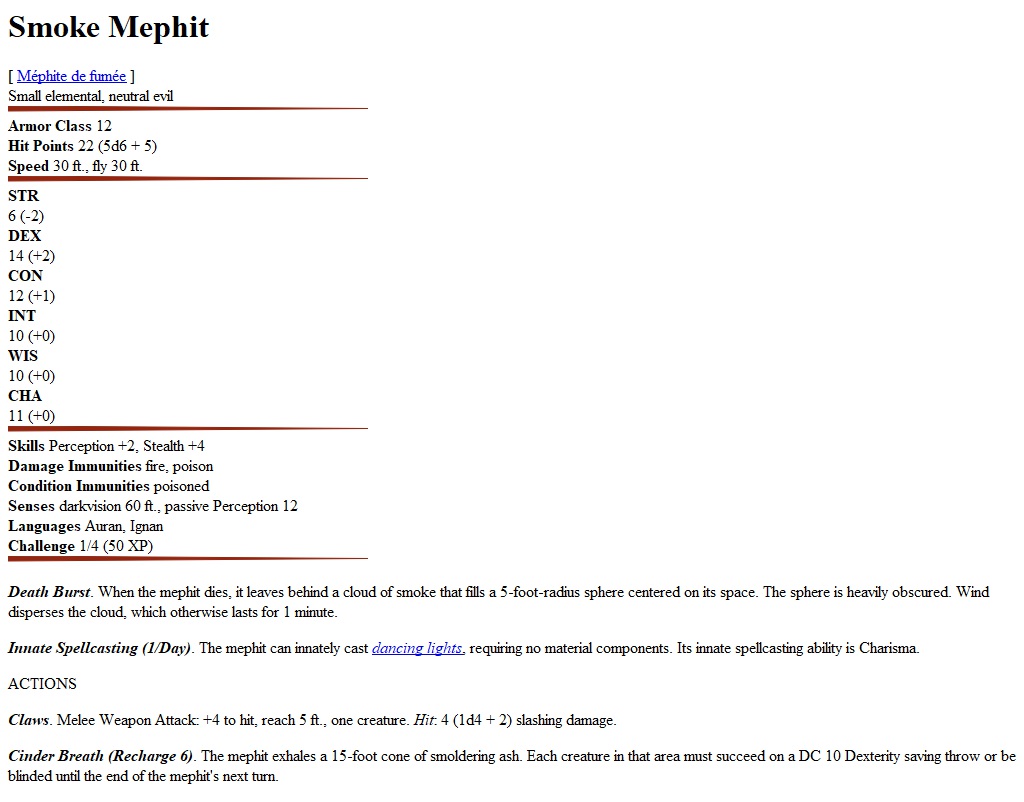 Smoke Mephit
[ Méphite de fumée ]
Small elemental, neutral evil
Armor Class 12
Hit Points 22 (5d6 + 5)
Speed 30 ft., fly 30 ft.
STR
6 (-2)
DEX
14 (+2)
CON
12 (+1)
INT
10 (+0)
WIS
10 (+0)
CHA
11 (+0)
Skills Perception +2, Stealth +4
Damage Immunities fire, poison
Condition Immunities poisoned
Senses darkvision 60 ft., passive Perception 12
Languages Auran, Ignan
Challenge 1/4 (50 XP)
Death Burst. When the mephit dies, it leaves behind a cloud of smoke that fills a 5-foot-radius sphere centered on its space. The sphere is heavily obscured. Wind
disperses the cloud, which otherwise lasts for 1 minute.
Innate Spellcasting (1/Day). The mephit can innately cast dancing lights, requiring no material components. Its innate spellcasting ability is Charisma.
ACTIONS
Claws. Melee Weapon Attack: +4 to hit, reach 5 ft., one creature. Hit: 4 (1d4 + 2) slashing damage.
Cinder Breath (Recharge 6). The mephit exhales a 15-foot cone of smoldering ash. Each creature in that area must succeed on a DC 10 Dexterity saving throw or be
blinded until the end of the mephit's next turn.